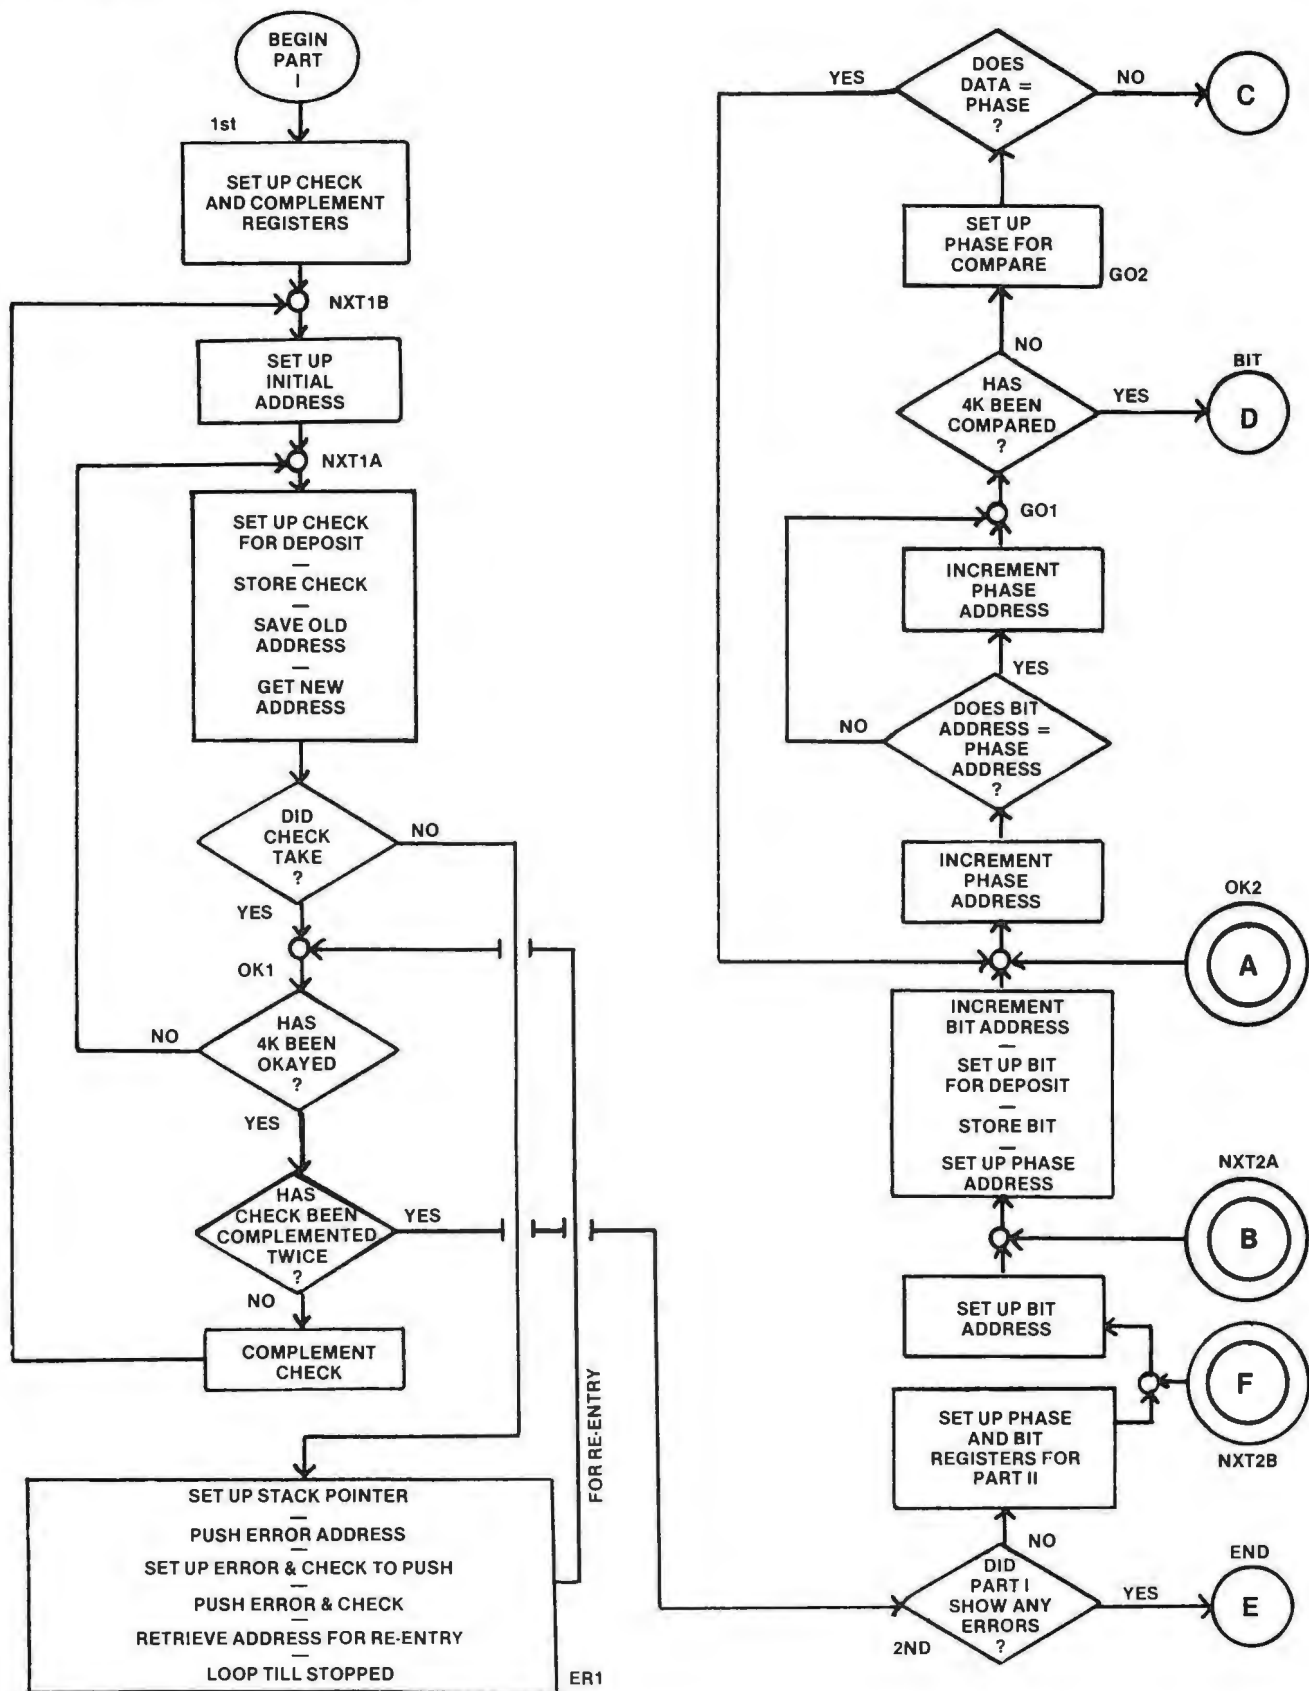 BEGIN
PART
I
1st
SET UP CHECK
AND COMPLEMENT
REGISTERS
NXT1B
SET UP
INITIAL
ADDRESS
NXT1A
SET UP CHECK
FOR DEPOSIT
—
STORE CHECK
—
SAVE OLD
ADDRESS
—
GET NEW
ADDRESS
DID
CHECK
TAKE
?
NO
YES
OK1
HAS
4K BEEN
OKAYED
?
NO
YES
HAS
CHECK BEEN
COMPLEMENTED
TWICE
?
YES
NO
COMPLEMENT
CHECK
FOR RE-ENTRY
SET UP STACK POINTER
—
PUSH ERROR ADDRESS
—
SET UP ERROR & CHECK TO PUSH
—
PUSH ERROR & CHECK
—
RETRIEVE ADDRESS FOR RE-ENTRY
—
LOOP TILL STOPPED
ER1
DOES
DATA =
PHASE
?
YES
NO
C
SET UP
PHASE FOR
COMPARE
GO2
NO
HAS
4K BEEN
COMPARED
?
YES
BIT
D
GO1
INCREMENT
PHASE
ADDRESS
YES
DOES BIT
ADDRESS =
PHASE
ADDRESS
?
NO
INCREMENT
PHASE
ADDRESS
OK2
A
INCREMENT
BIT ADDRESS
—
SET UP BIT
FOR DEPOSIT
—
STORE BIT
—
SET UP PHASE
ADDRESS
NXT2A
B
SET UP BIT
ADDRESS
F
NXT2B
SET UP PHASE
AND BIT
REGISTERS FOR
PART II
NO
DID
PART I
SHOW ANY
ERRORS
?
2ND
YES
END
E